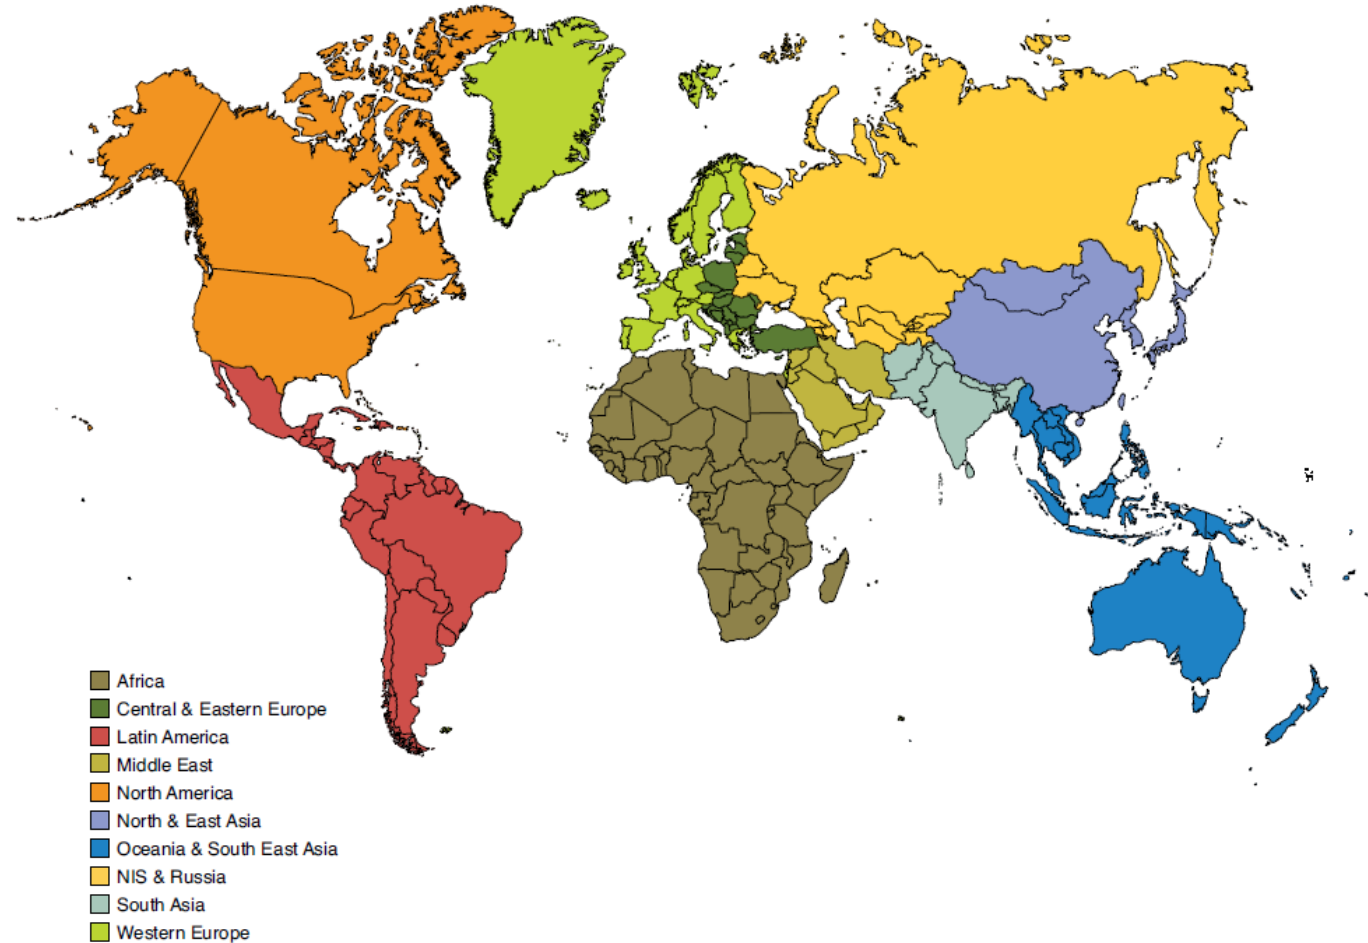 Africa
Central & Eastern Europe
Latin America
Middle East
North America
North & East Asia
Oceania & South East Asia
NIS & Russia
South Asia
Western Europe